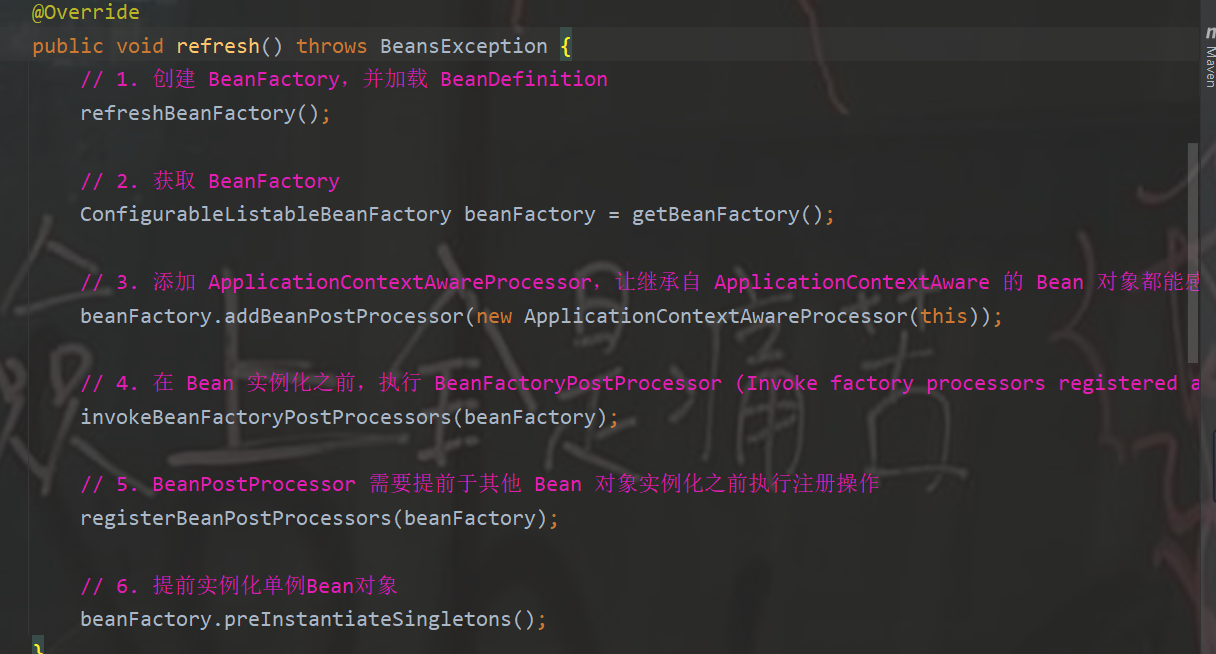 @Override
public void refresh() throws BeansException {
// 1. 创建 BeanFactory，并加载 BeanDefinition
refreshBeanFactory();
// 2. 获取 BeanFactory
ConfigurableListableBeanFactory beanFactory = getBeanFactory();
// 3. 添加 ApplicationContextAwareProcessor，让继承自 ApplicationContextAware 的 Bean 对象都能感
beanFactory.addBeanPostProcessor(new ApplicationContextAwareProcessor(this));
// 4. 在 Bean 实例化之前，执行 BeanFactoryPostProcessor (Invoke factory processors registered a
invokeBeanFactoryPostProcessors(beanFactory);
// 5. BeanPostProcessor 需要提前于其他 Bean 对象实例化之前执行注册操作
registerBeanPostProcessors(beanFactory);
// 6. 提前实例化单例Bean对象
beanFactory.preInstantiateSingletons();
}
Maven